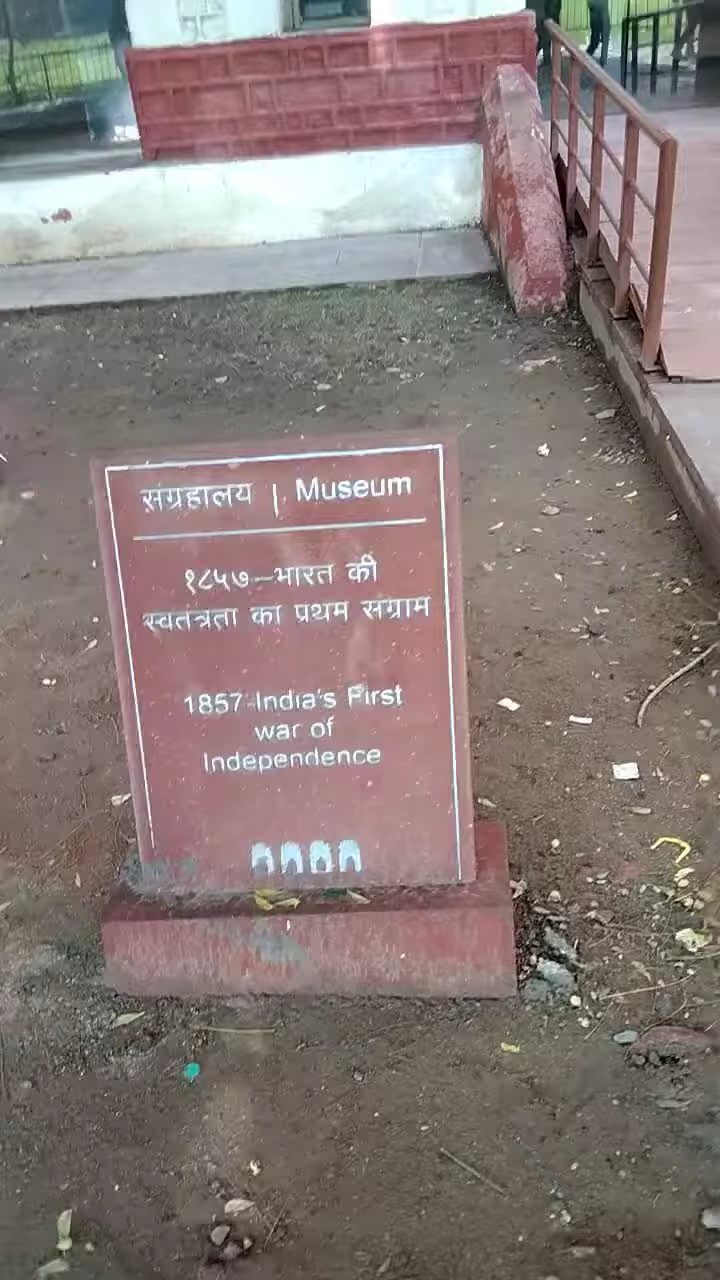 संग्रहालय | Museum
१८५७–भारत की
स्वतंत्रता का प्रथम संग्राम
1857-India's First
war of
Independence